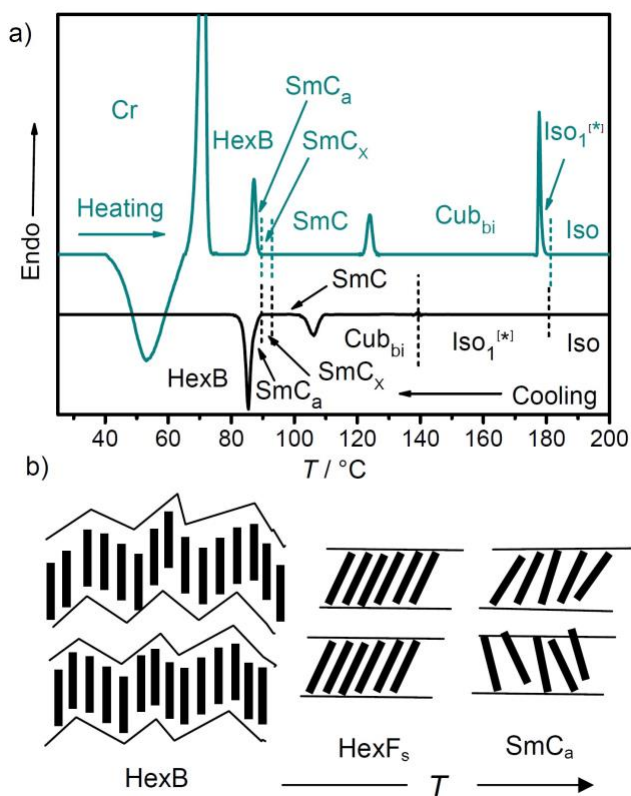 a)
SmCa
Iso1[*]
Cr
HexB
SmCx
Heating
SmC
Cubbi
Iso
Endo
SmC
Cubbi
Iso1[*]
Iso
HexB
SmCa
SmCx
Cooling
40 60 80 100 120 140 160 180 200
T / °C
b)
HexB
HexFs
SmCa
T